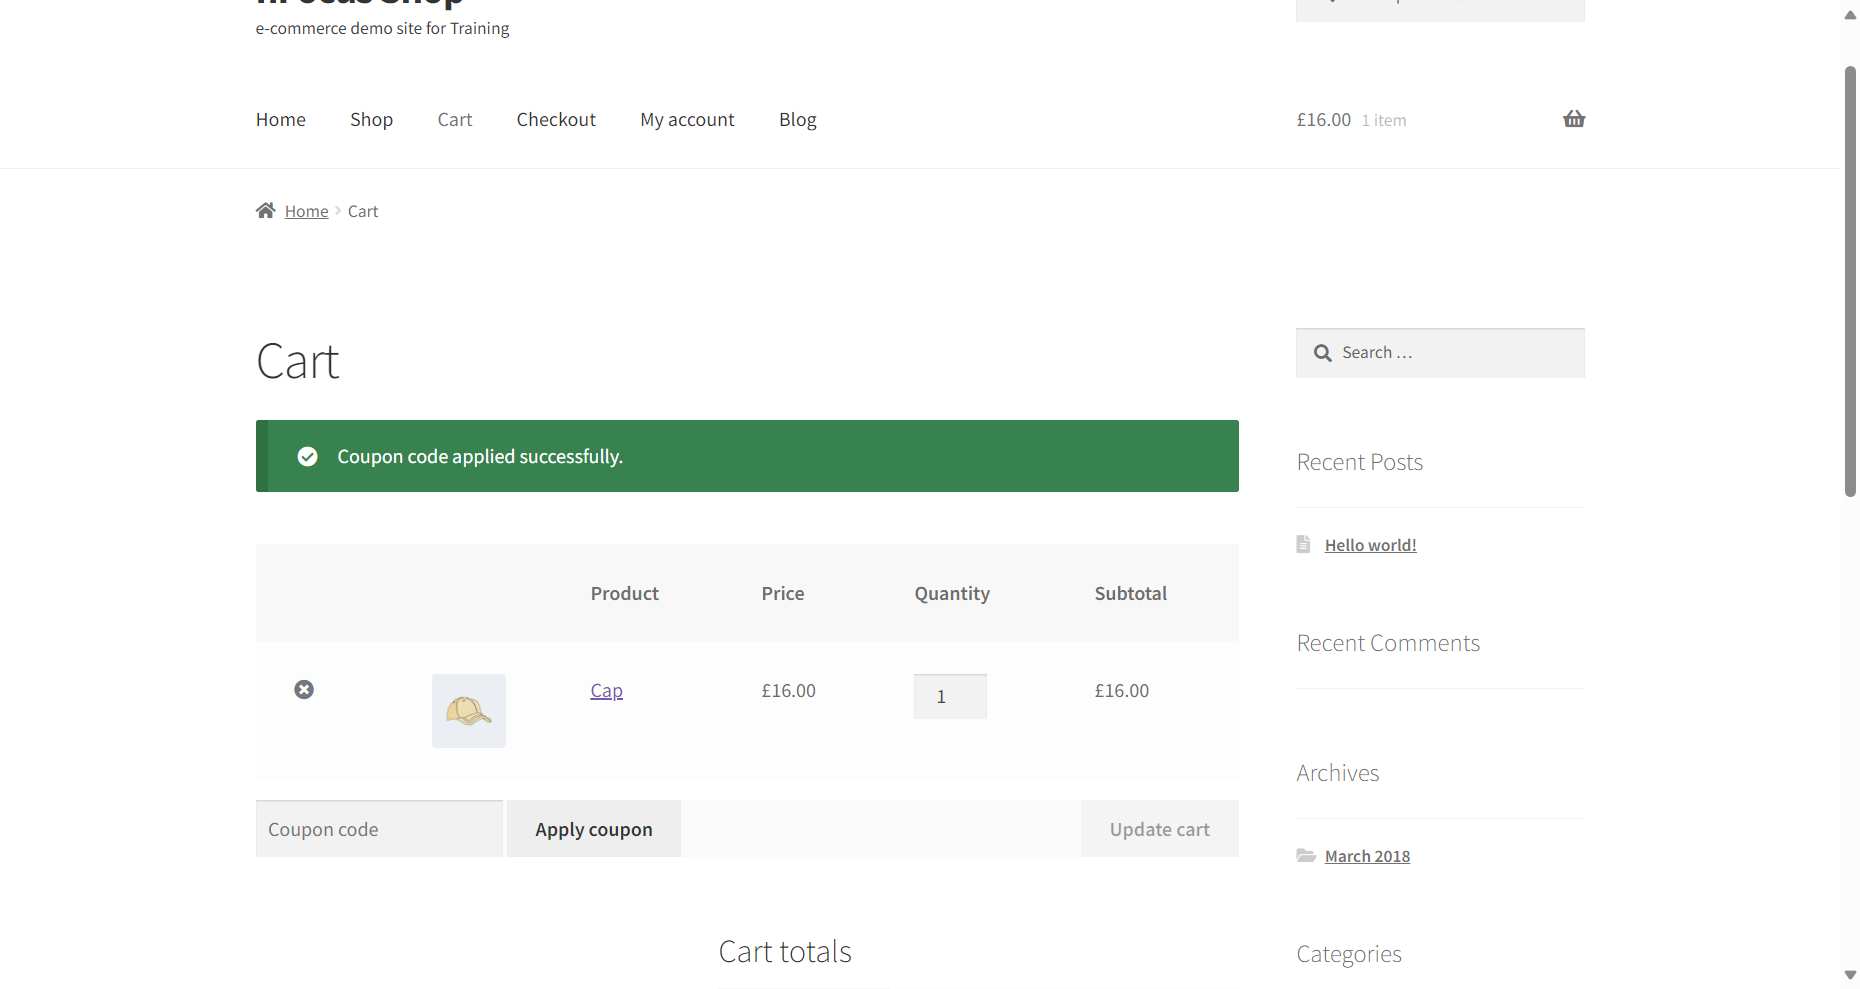 e-commerce demo site for Training
Home Shop Cart Checkout My account Blog £16.00 1 item
Home Cart
Cart
Search …
Coupon code applied successfully.
Recent Posts
Hello world!
Product Price Quantity Subtotal
Recent Comments
Cap £16.00 1 £16.00
Archives
Coupon code Apply coupon Update cart
March 2018
Cart totals
Categories